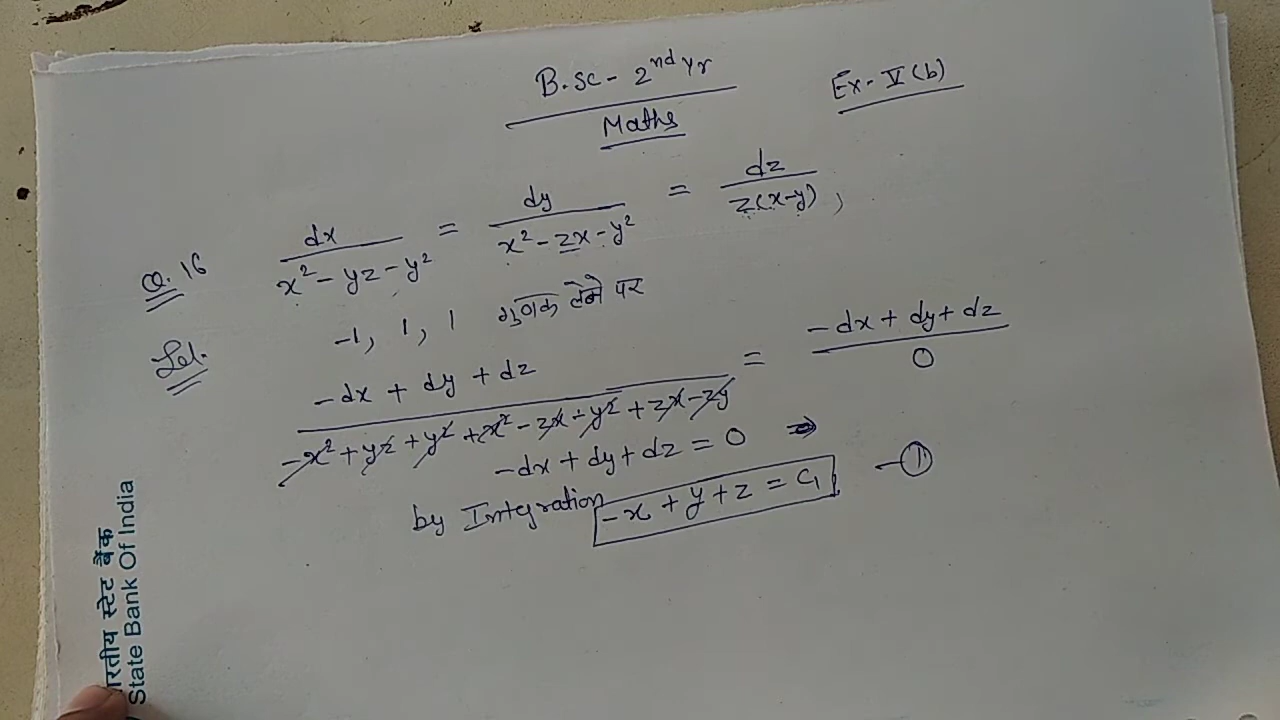 B.Sc - 2nd Yr
Ex- V (b)
Maths
Q. 16 dx/(x² - yz - y²) = dy/(x² - zx - y²) = dz/(z(x-y)),
Sol. -1, 1, 1 गुणक लेने पर
(-dx + dy + dz)/(-x² + yz + y² + x² - zx - y² + zx - zy) = (-dx + dy + dz)/0
-dx + dy + dz = 0 ⇒
by Integration -x + y + z = C₁ - ①
भारतीय स्टेट बैंक
State Bank Of India